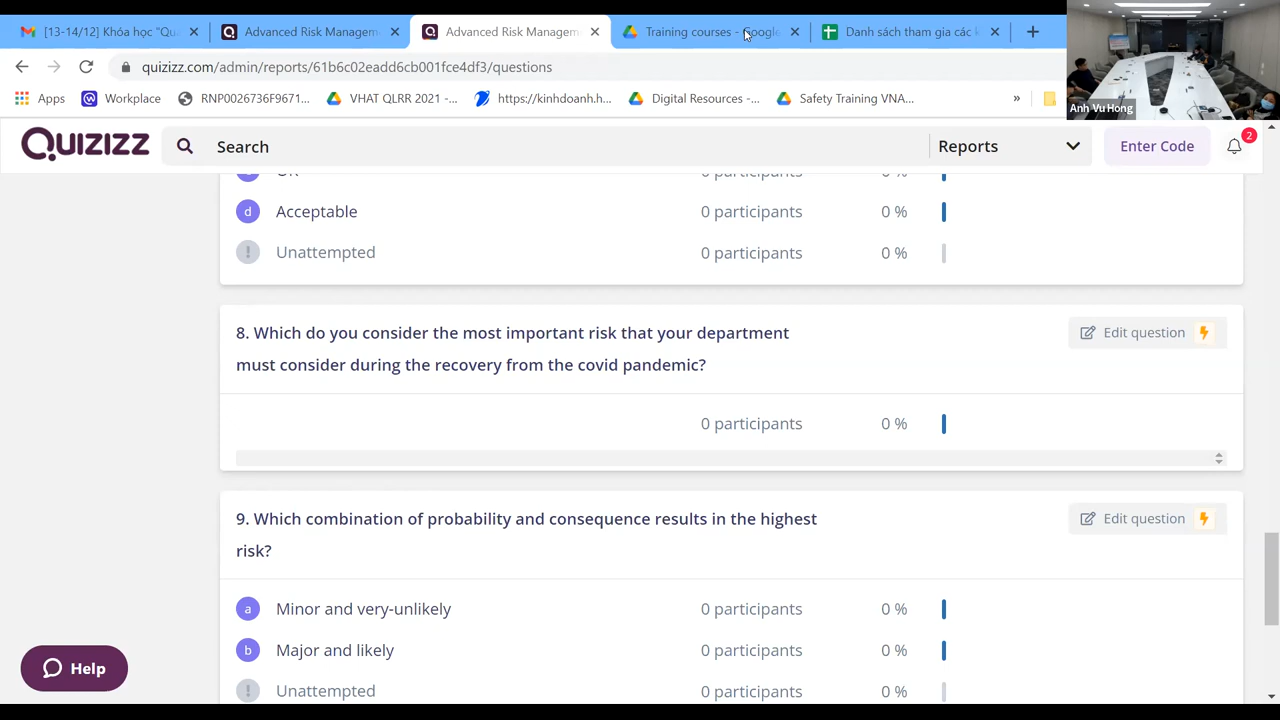 [13-14/12] Khóa học "Qu
Advanced Risk Managem
Advanced Risk Managem
Training courses - Google
Danh sách tham gia các k
quizizz.com/admin/reports/61b6c02eadd6cb001fce4df3/questions
Apps
Workplace
RNP0026736F9671...
VHAT QLRR 2021 -...
https://kinhdoanh.h...
Digital Resources -...
Safety Training VNA...
»
Anh Vu Hong
QUIZIZZ
Search
Reports
Enter Code
2
0 participants 0 %
d Acceptable 0 participants 0 %
! Unattempted 0 participants 0 %
8. Which do you consider the most important risk that your department
must consider during the recovery from the covid pandemic?
Edit question
0 participants 0 %
9. Which combination of probability and consequence results in the highest
risk?
Edit question
a Minor and very-unlikely 0 participants 0 %
b Major and likely 0 participants 0 %
! Unattempted 0 participants 0 %
Help